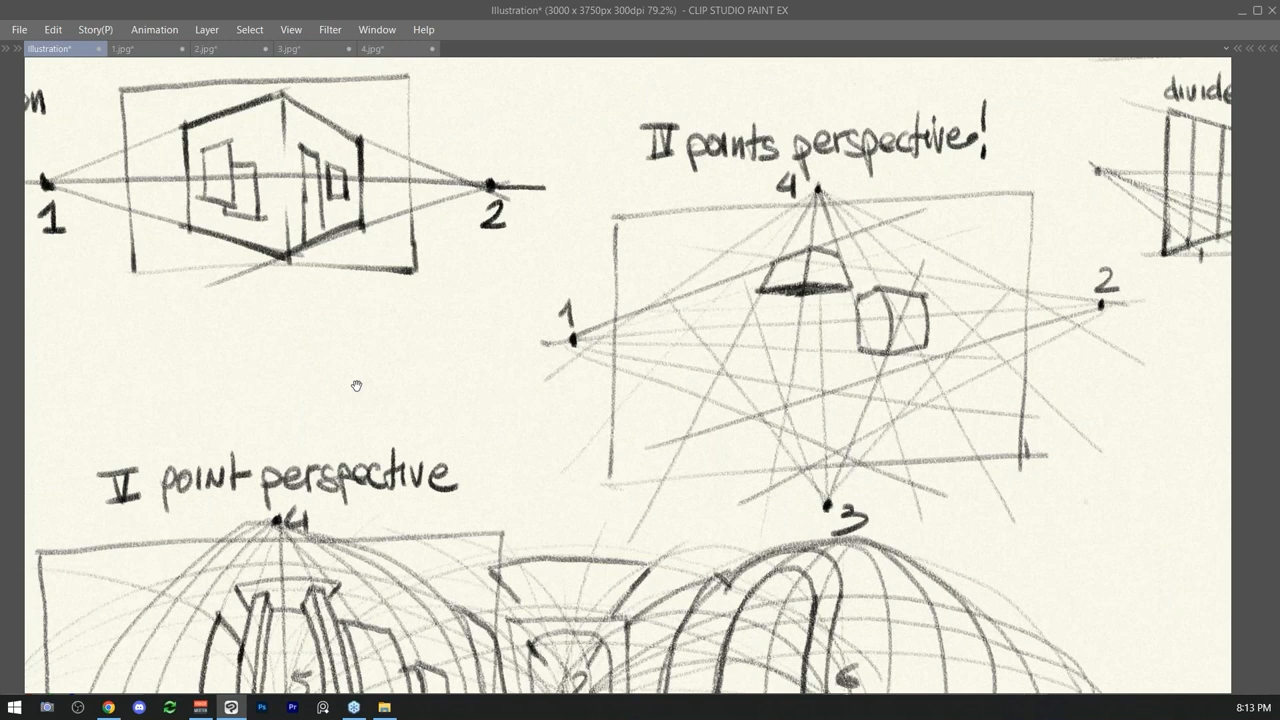 Illustration* (3000 x 3750px 300dpi 79.2%)  - CLIP STUDIO PAINT EX
File Edit Story(P) Animation Layer Select View Filter Window Help
Illustration* 1.jpg* 2.jpg* 3.jpg* 4.jpg*
on
1
2
IV points perspective!
4
1
2
3
divide
V point perspective
4
5
6
8:13 PM